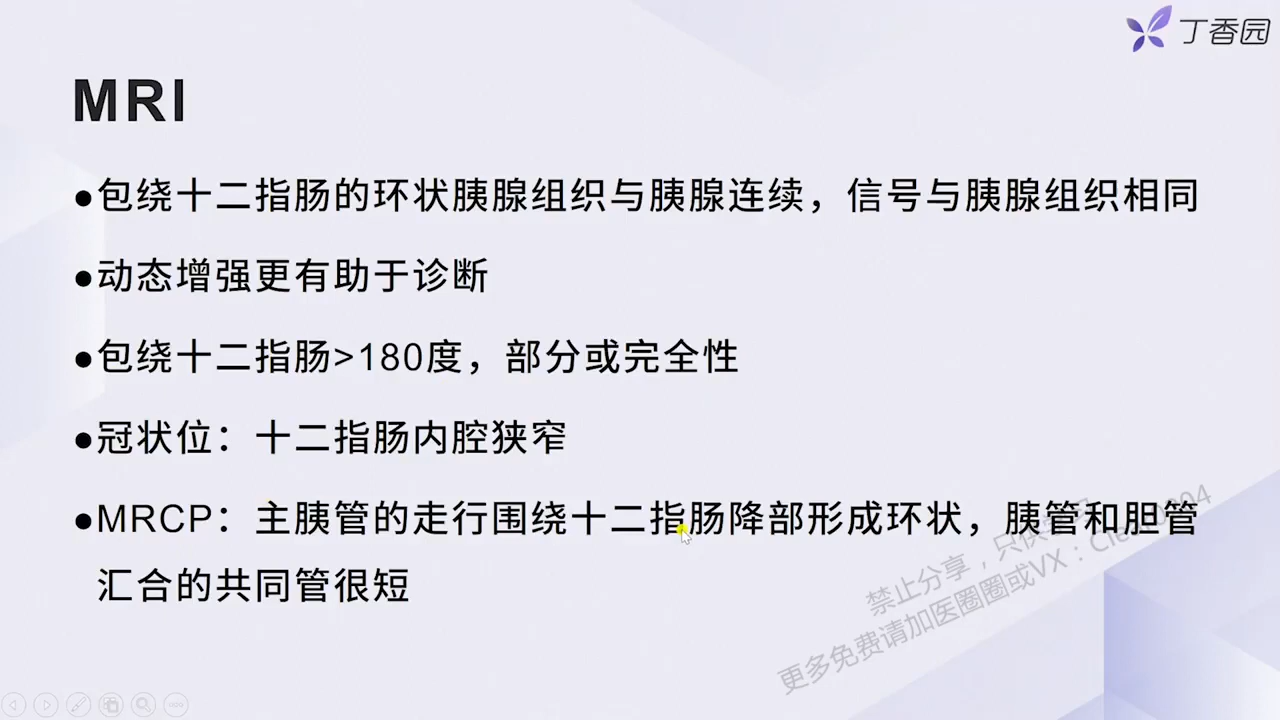 丁香园
MRI
●包绕十二指肠的环状胰腺组织与胰腺连续，信号与胰腺组织相同
●动态增强更有助于诊断
●包绕十二指肠>180度，部分或完全性
●冠状位：十二指肠内腔狭窄
●MRCP：主胰管的走行围绕十二指肠降部形成环状，胰管和胆管
汇合的共同管很短
禁止分享，只供
更多免费请加医圈圈或VX：